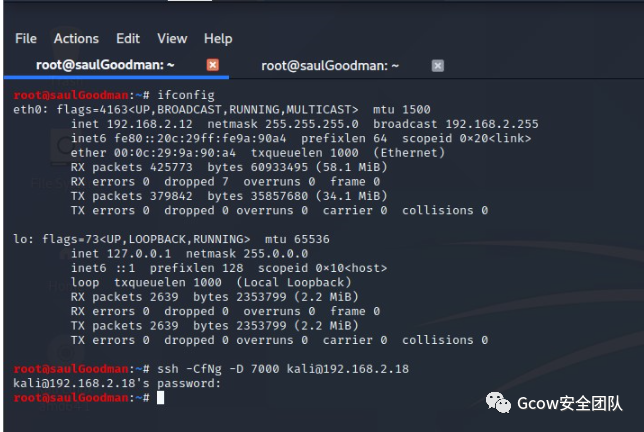 File Actions Edit View Help
root@saulGoodman: ~ root@saulGoodman: ~
root@saulGoodman:~# ifconfig
eth0: flags=4163<UP,BROADCAST,RUNNING,MULTICAST> mtu 1500
inet 192.168.2.12 netmask 255.255.255.0 broadcast 192.168.2.255
inet6 fe80::20c:29ff:fe9a:90a4 prefixlen 64 scopeid 0×20<link>
ether 00:0c:29:9a:90:a4 txqueuelen 1000 (Ethernet)
RX packets 425773 bytes 60933495 (58.1 MiB)
RX errors 0 dropped 7 overruns 0 frame 0
TX packets 379842 bytes 35857680 (34.1 MiB)
TX errors 0 dropped 0 overruns 0 carrier 0 collisions 0
lo: flags=73<UP,LOOPBACK,RUNNING> mtu 65536
inet 127.0.0.1 netmask 255.0.0.0
inet6 ::1 prefixlen 128 scopeid 0×10<host>
loop txqueuelen 1000 (Local Loopback)
RX packets 2639 bytes 2353799 (2.2 MiB)
RX errors 0 dropped 0 overruns 0 frame 0
TX packets 2639 bytes 2353799 (2.2 MiB)
TX errors 0 dropped 0 overruns 0 carrier 0 collisions 0
root@saulGoodman:~# ssh -CfNg -D 7000 kali@192.168.2.18
kali@192.168.2.18's password:
root@saulGoodman:~#
Gcow安全团队